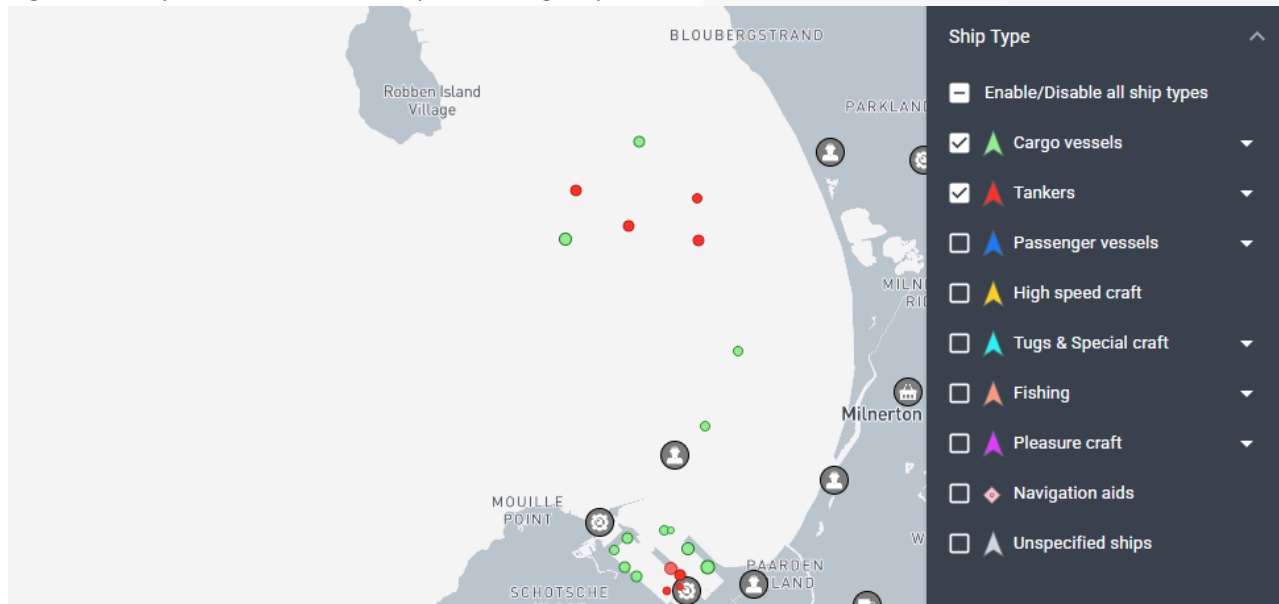 BLOUBERGSTRAND
Robben Island
Village
PARKLAN
MILN
RI
Milnerton
MOUILLE
POINT
W
PAARDEN
LAND
SCHOTSCHE
Ship Type
Enable/Disable all ship types
Cargo vessels
Tankers
Passenger vessels
High speed craft
Tugs & Special craft
Fishing
Pleasure craft
Navigation aids
Unspecified ships